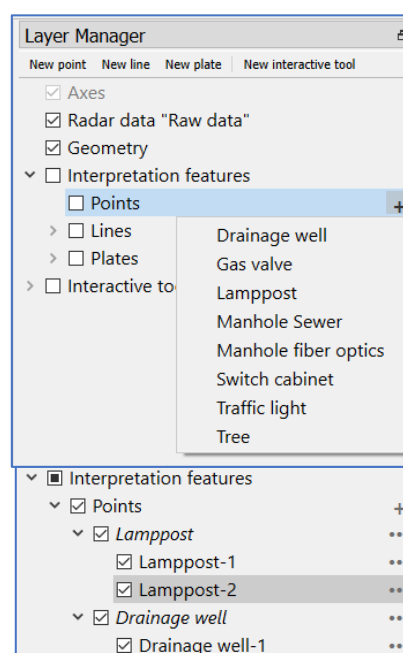 Layer Manager
New point New line New plate New interactive tool
Axes
Radar data "Raw data"
Geometry
Interpretation features
Points
Lines
Plates
Interactive to
Drainage well
Gas valve
Lamppost
Manhole Sewer
Manhole fiber optics
Switch cabinet
Traffic light
Tree
Interpretation features
Points
Lamppost
Lamppost-1
Lamppost-2
Drainage well
Drainage well-1